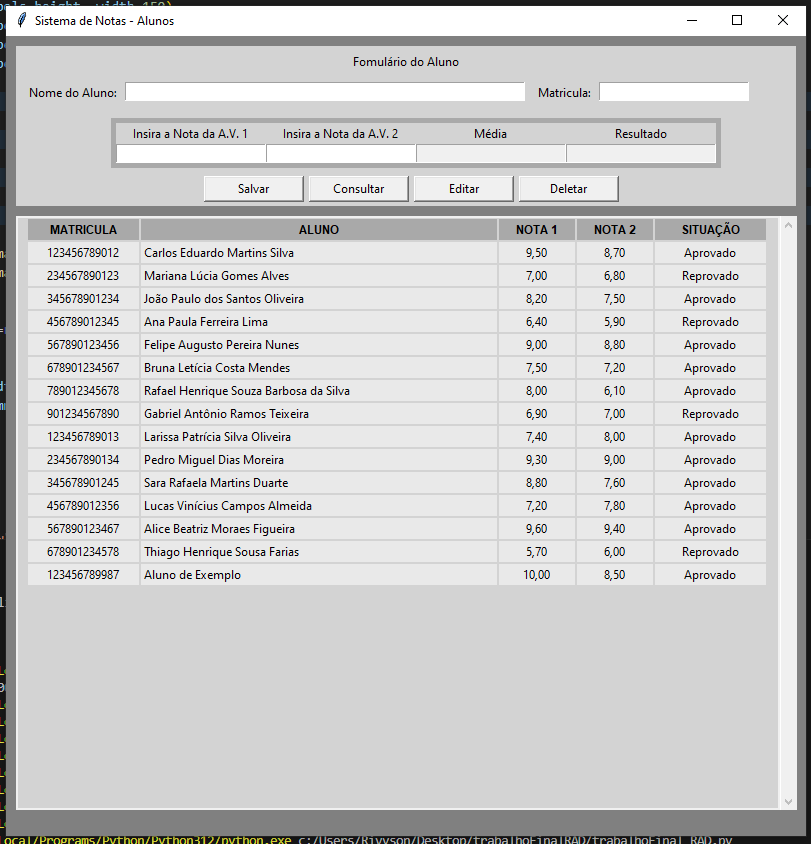 Sistema de Notas - Alunos
Fomulário do Aluno
Nome do Aluno: Matricula:
Insira a Nota da A.V. 1 Insira a Nota da A.V. 2 Média Resultado
Salvar Consultar Editar Deletar
MATRICULA ALUNO NOTA 1 NOTA 2 SITUAÇÃO
123456789012 Carlos Eduardo Martins Silva 9,50 8,70 Aprovado
234567890123 Mariana Lúcia Gomes Alves 7,00 6,80 Reprovado
345678901234 João Paulo dos Santos Oliveira 8,20 7,50 Aprovado
456789012345 Ana Paula Ferreira Lima 6,40 5,90 Reprovado
567890123456 Felipe Augusto Pereira Nunes 9,00 8,80 Aprovado
678901234567 Bruna Letícia Costa Mendes 7,50 7,20 Aprovado
789012345678 Rafael Henrique Souza Barbosa da Silva 8,00 6,10 Aprovado
901234567890 Gabriel Antônio Ramos Teixeira 6,90 7,00 Reprovado
123456789013 Larissa Patrícia Silva Oliveira 7,40 8,00 Aprovado
234567890134 Pedro Miguel Dias Moreira 9,30 9,00 Aprovado
345678901245 Sara Rafaela Martins Duarte 8,80 7,60 Aprovado
456789012356 Lucas Vinícius Campos Almeida 7,20 7,80 Aprovado
567890123467 Alice Beatriz Moraes Figueira 9,60 9,40 Aprovado
678901234578 Thiago Henrique Sousa Farias 5,70 6,00 Reprovado
123456789987 Aluno de Exemplo 10,00 8,50 Aprovado
ocal/Programs/Python/Python312/python.exe c:/Users/Rivyson/Desktop/trabalhoFinalRAD/trabalhoFinal_RAD.py